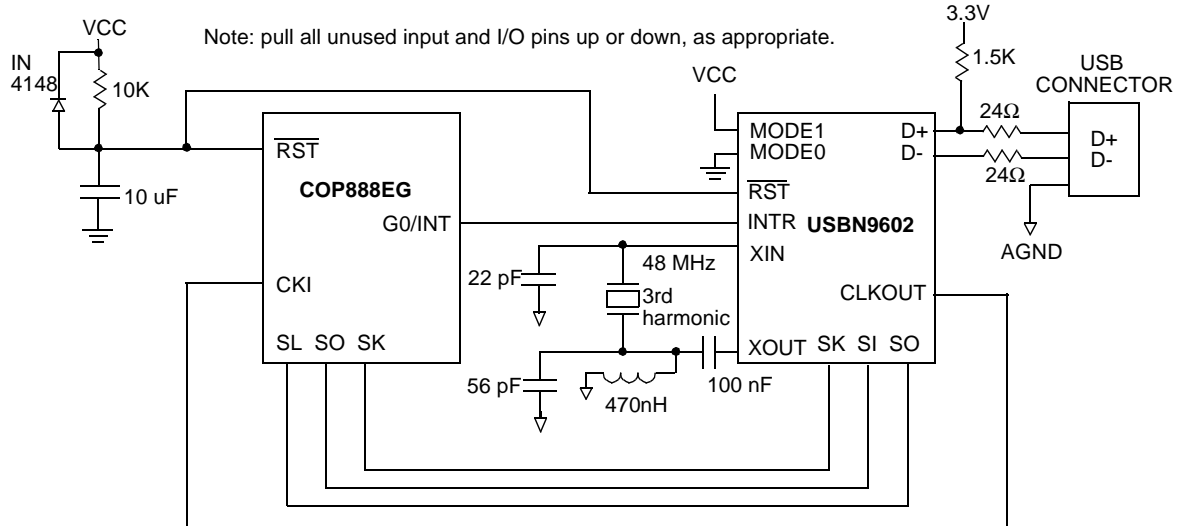 3.3V
VCC
Note: pull all unused input and I/O pins up or down, as appropriate.
IN
4148
10K
1.5K
USB
CONNECTOR
VCC
24Ω
MODE1
D+
D+
RST
MODE0
D-
D-
COP888EG
24Ω
10 uF
RST
G0/INT
INTR
USBN9602
XIN
AGND
22 pF
48 MHz
CKI
3rd
harmonic
CLKOUT
SL SO SK
XOUT
SK SI SO
56 pF
100 nF
470nH